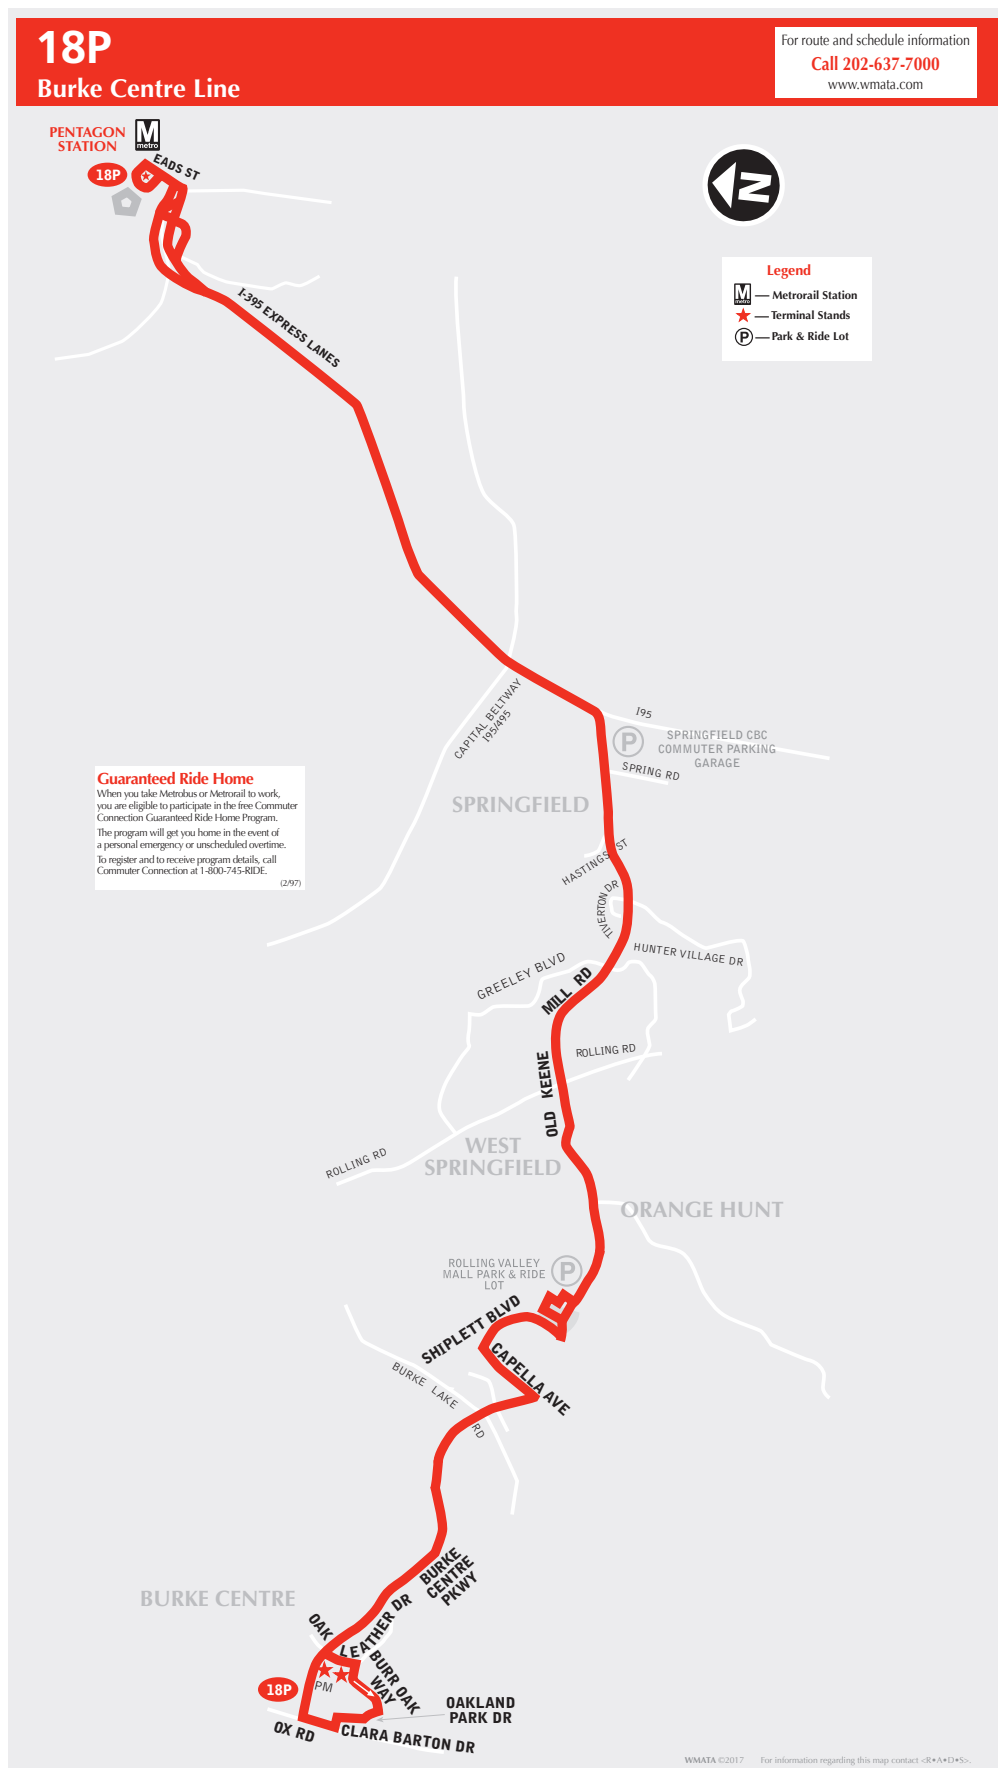 18P
Burke Centre Line
For route and schedule information
Call 202-637-7000
www.wmata.com
PENTAGON
STATION
M
metro
18P
EADS ST
N
Legend
M
metro
— Metrorail Station
— Terminal Stands
P — Park & Ride Lot
I-395 EXPRESS LANES
CAPITAL BELTWAY
I95/495
I95
P
SPRINGFIELD CBC
COMMUTER PARKING
GARAGE
SPRING RD
SPRINGFIELD
Guaranteed Ride Home
When you take Metrobus or Metrorail to work,
you are eligible to participate in the free Commuter
Connection Guaranteed Ride Home Program.
The program will get you home in the event of
a personal emergency or unscheduled overtime.
To register and to receive program details, call
Commuter Connection at 1-800-745-RIDE.
(2/97)
HASTINGS ST
TIVERTON DR
HUNTER VILLAGE DR
GREELEY BLVD
OLD KEENE MILL RD
ROLLING RD
ROLLING RD
WEST
SPRINGFIELD
ORANGE HUNT
ROLLING VALLEY
MALL PARK & RIDE
LOT
P
SHIPLETT BLVD
CAPELLA AVE
BURKE LAKE RD
BURKE
CENTRE
PKWY
BURKE CENTRE
OAK LEATHER DR
BURR OAK
WAY
PM
18P
OAKLAND
PARK DR
OX RD
CLARA BARTON DR
WMATA ©2017 For information regarding this map contact <R•A•D•S>.